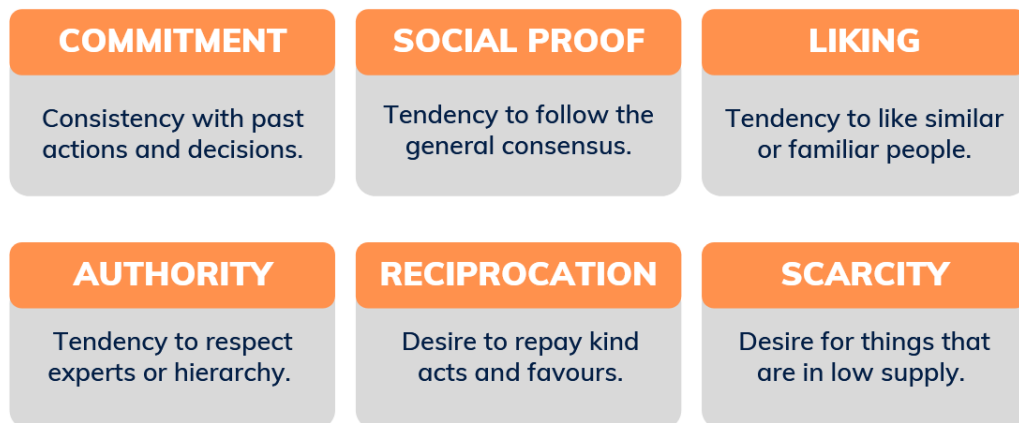 COMMITMENT
Consistency with past
actions and decisions.
SOCIAL PROOF
Tendency to follow the
general consensus.
LIKING
Tendency to like similar
or familiar people.
AUTHORITY
Tendency to respect
experts or hierarchy.
RECIPROCATION
Desire to repay kind
acts and favours.
SCARCITY
Desire for things that
are in low supply.